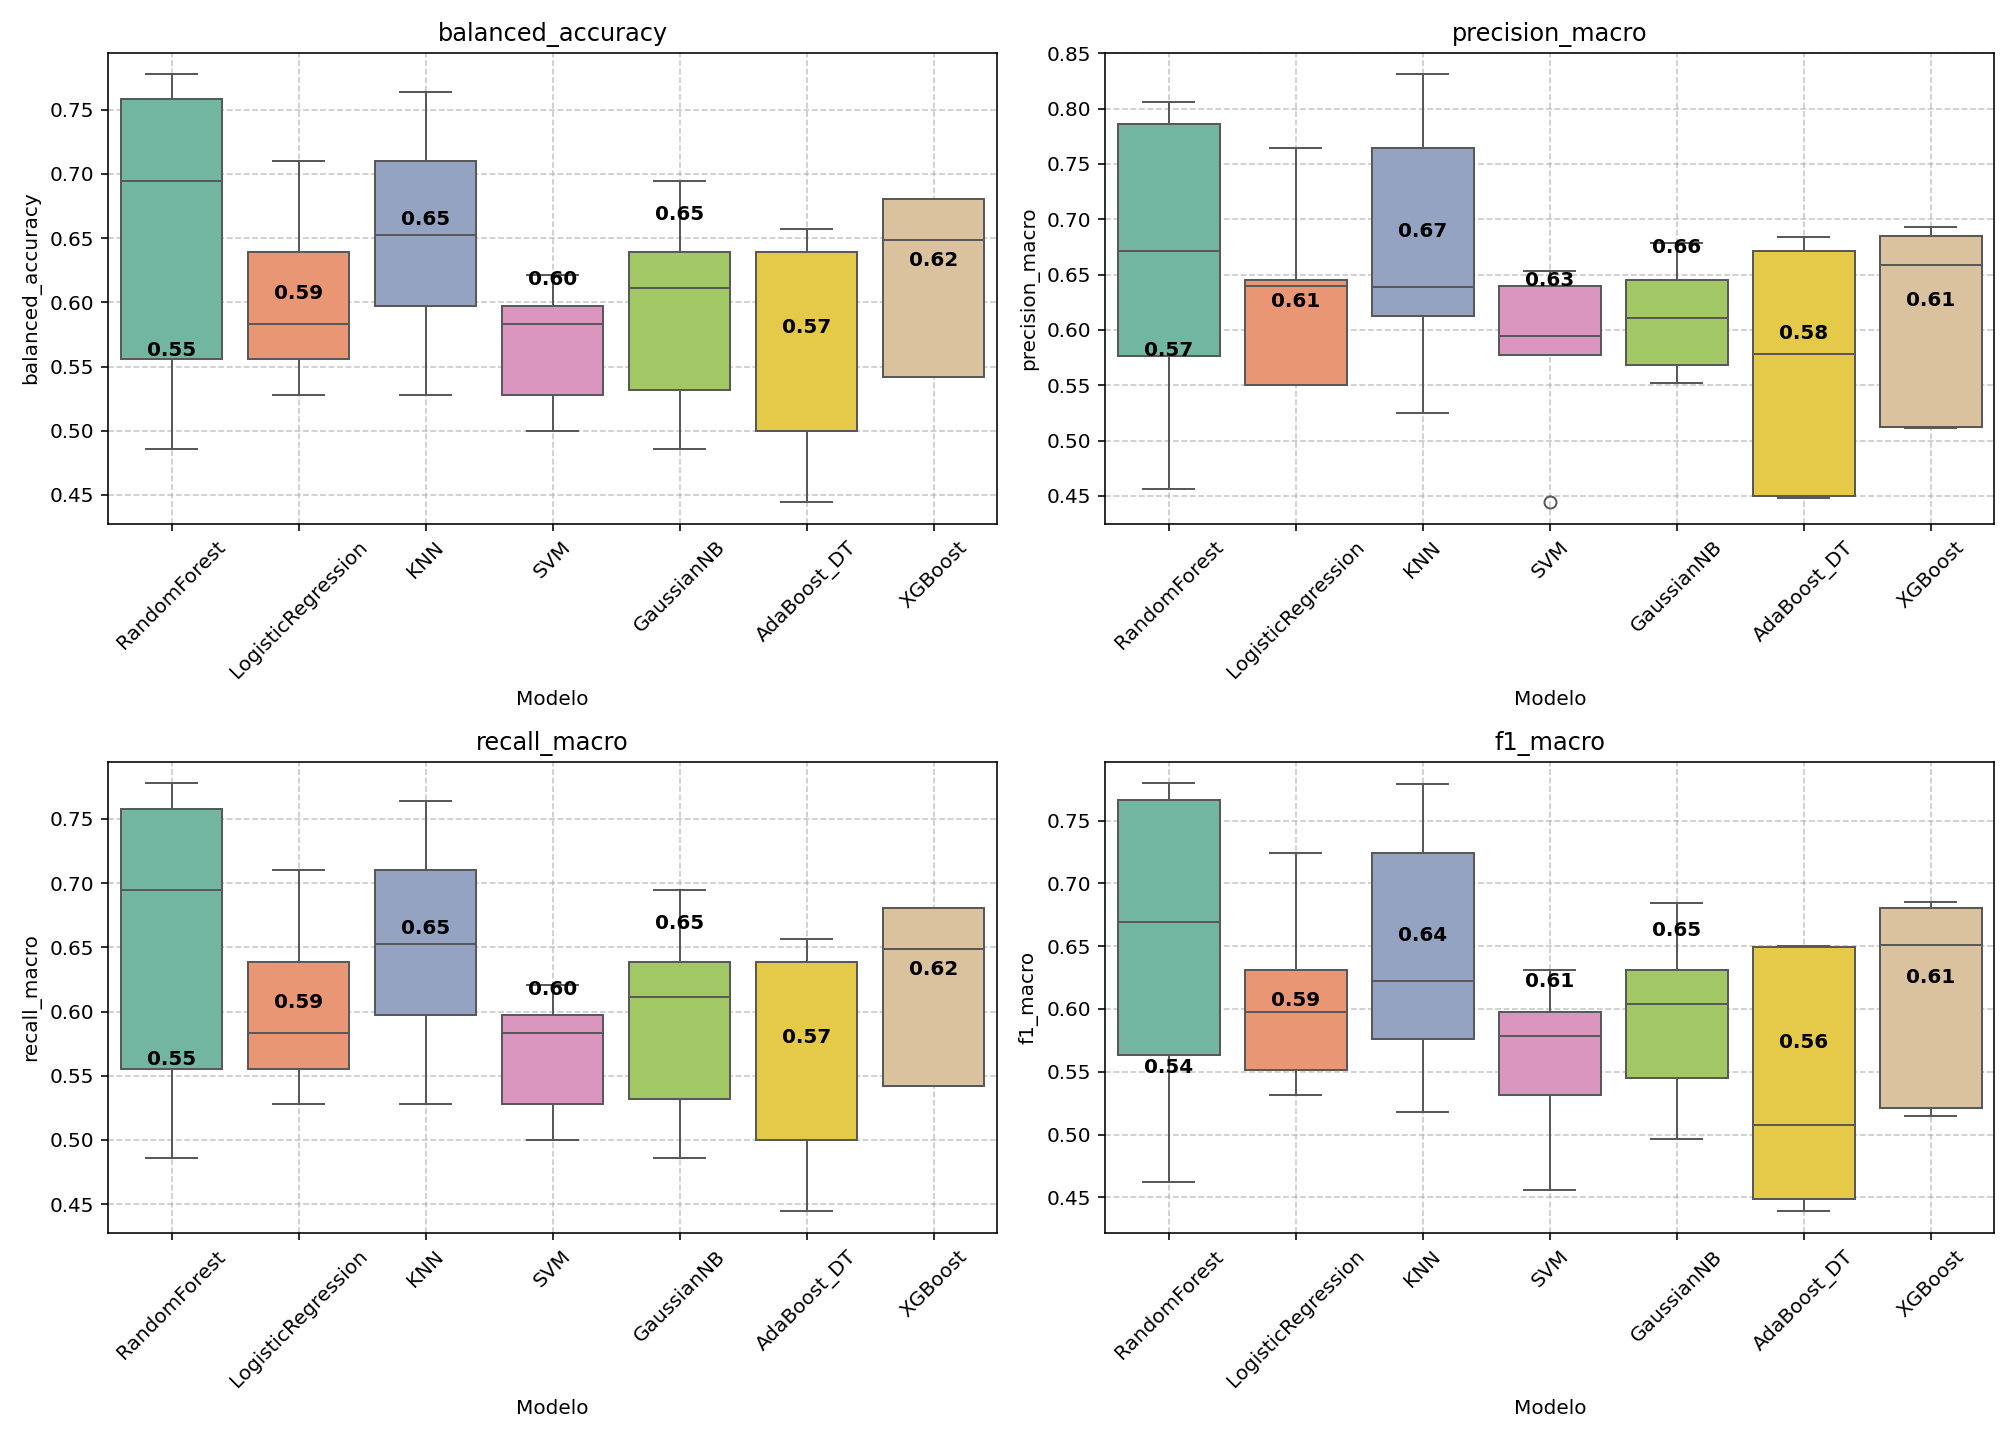 balanced_accuracy
balanced_accuracy
0.75
0.70
0.65
0.60
0.55
0.50
0.45
0.55
0.59
0.65
0.60
0.65
0.57
0.62
RandomForest
LogisticRegression
KNN
SVM
GaussianNB
AdaBoost_DT
XGBoost
Modelo
precision_macro
precision_macro
0.85
0.80
0.75
0.70
0.65
0.60
0.55
0.50
0.45
0.57
0.61
0.67
0.63
0.66
0.58
0.61
RandomForest
LogisticRegression
KNN
SVM
GaussianNB
AdaBoost_DT
XGBoost
Modelo
recall_macro
recall_macro
0.75
0.70
0.65
0.60
0.55
0.50
0.45
0.55
0.59
0.65
0.60
0.65
0.57
0.62
RandomForest
LogisticRegression
KNN
SVM
GaussianNB
AdaBoost_DT
XGBoost
Modelo
f1_macro
f1_macro
0.75
0.70
0.65
0.60
0.55
0.50
0.45
0.54
0.59
0.64
0.61
0.65
0.56
0.61
RandomForest
LogisticRegression
KNN
SVM
GaussianNB
AdaBoost_DT
XGBoost
Modelo